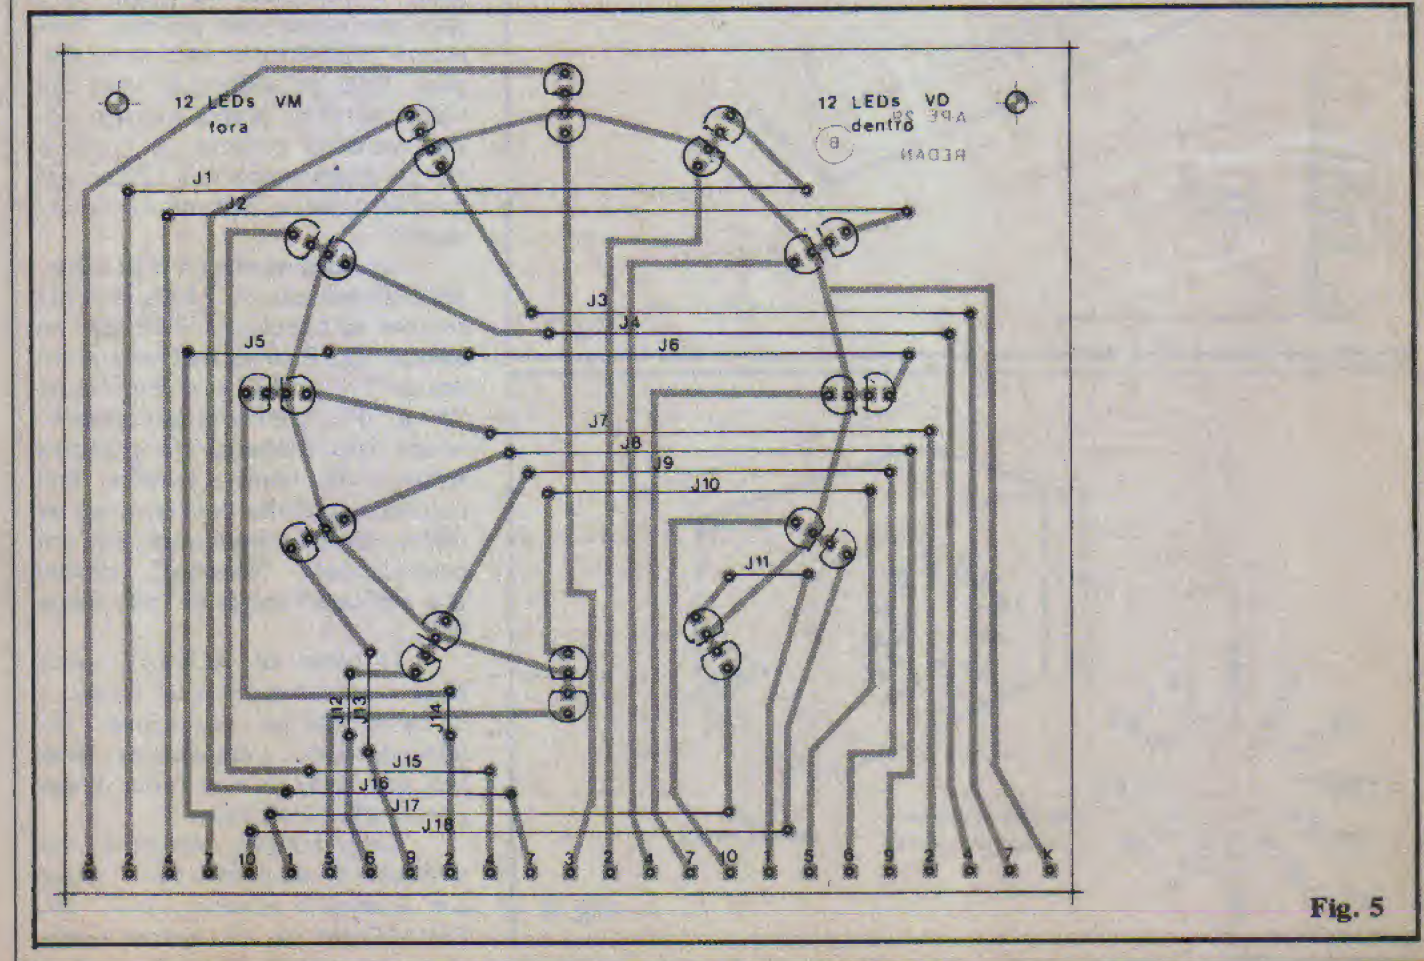 12 LEDs VM
fora
12 LEDs VD
dentro
APE 29
B
REDAN
J1
J2
J3
J4
J5
J6
J7
J8
J9
J10
J11
J12
J13
J14
J15
J16
J17
J18
3 2 4 7 10 1 5 6 9 2 4 7 3 2 4 7 10 1 5 6 9 2 4 7 K
Fig. 5